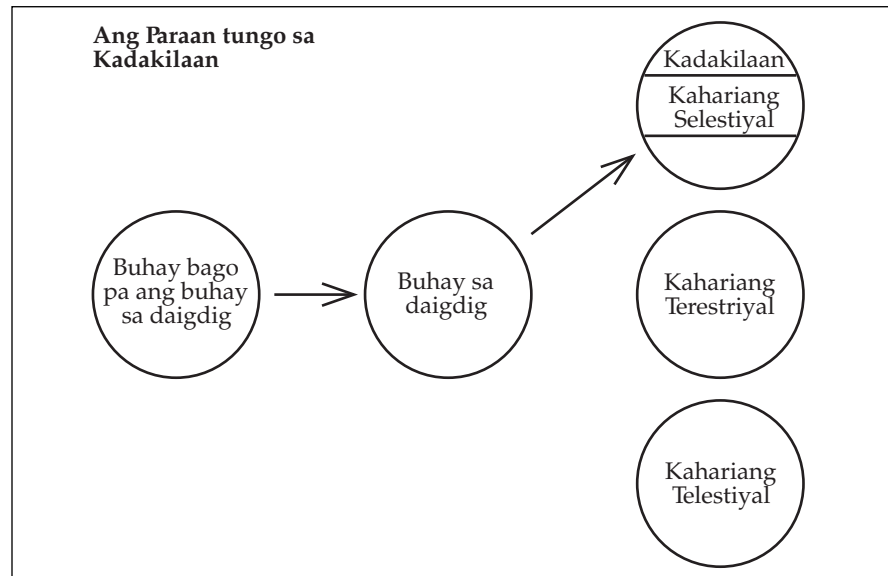 Ang Paraan tungo sa
Kadakilaan
Kadakilaan
Kahariang
Selestiyal
Buhay bago
pa ang buhay
sa daigdig
Buhay sa
daigdig
Kahariang
Terestriyal
Kahariang
Telestiyal